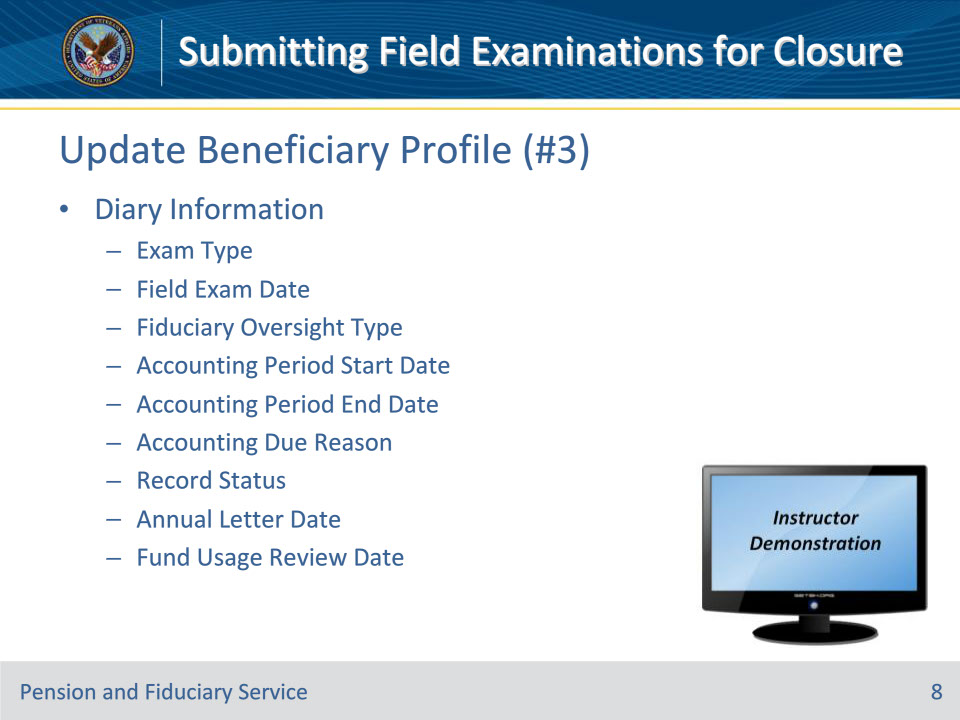 Submitting Field Examinations for Closure
Update Beneficiary Profile (#3)
• Diary Information
– Exam Type
– Field Exam Date
– Fiduciary Oversight Type
– Accounting Period Start Date
– Accounting Period End Date
– Accounting Due Reason
– Record Status
– Annual Letter Date
– Fund Usage Review Date
Instructor
Demonstration
Pension and Fiduciary Service
8